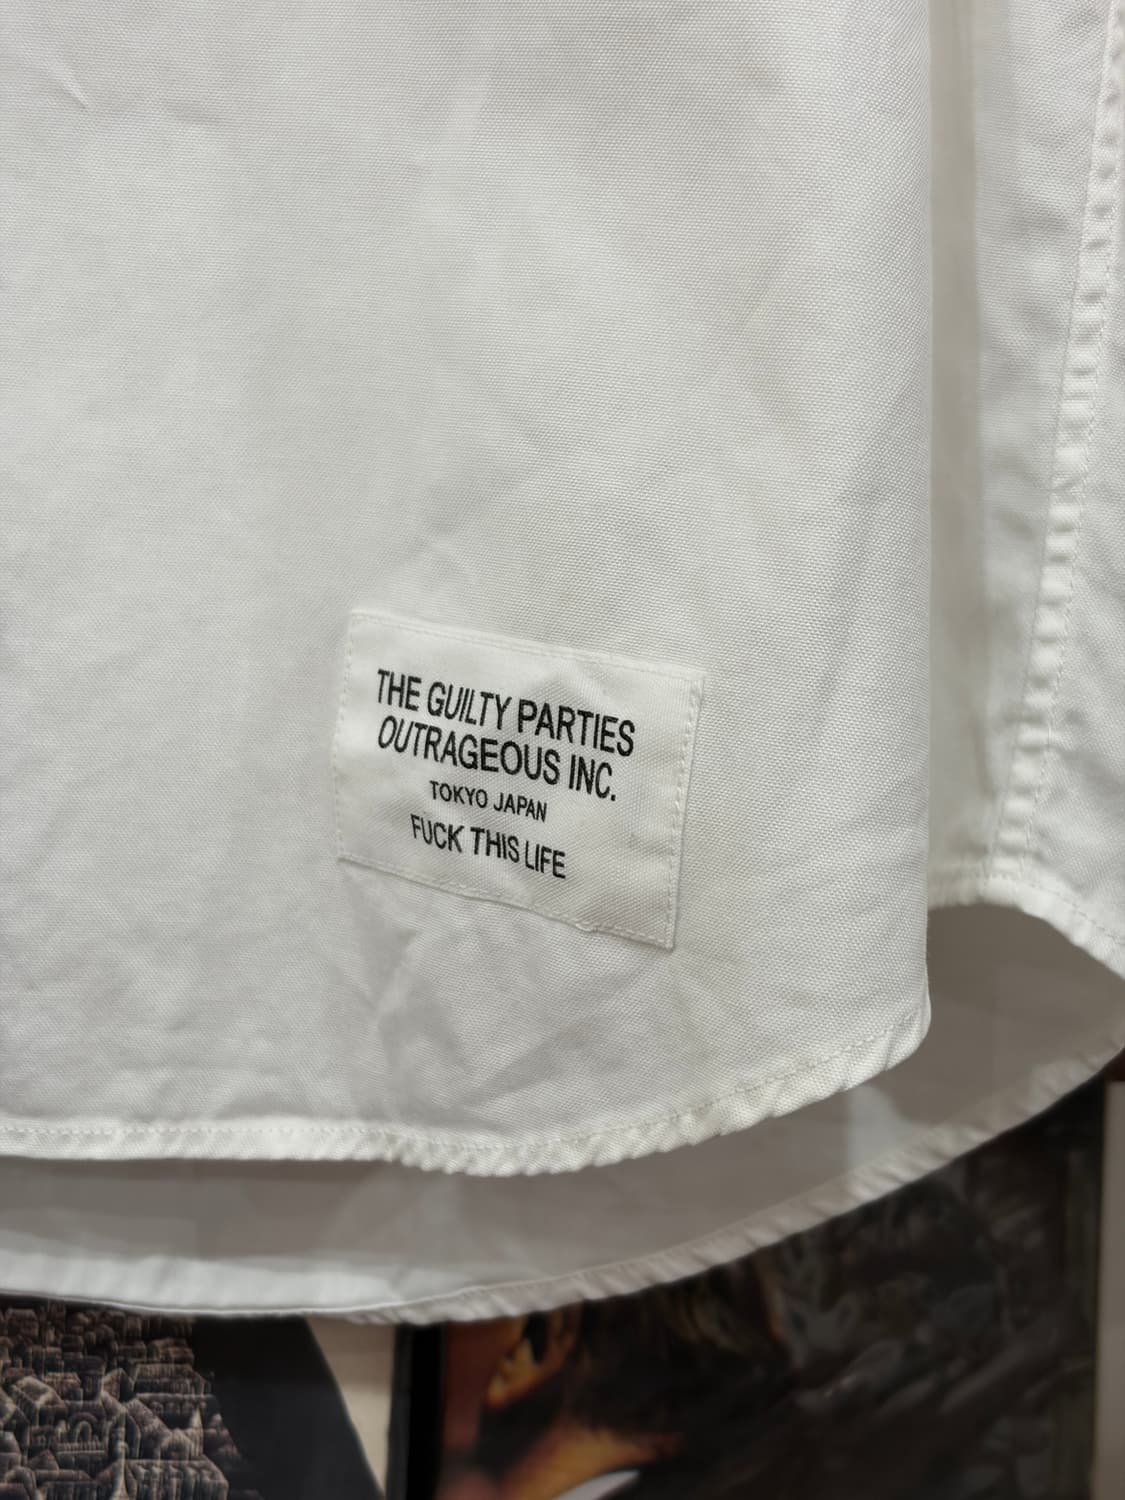 THE GUILTY PARTIES
OUTRAGEOUS INC.
TOKYO JAPAN
FUCK THIS LIFE